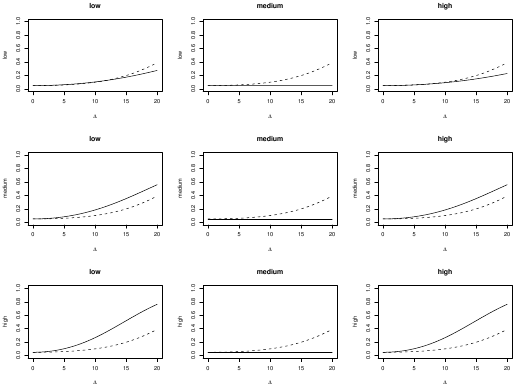 low medium high
low 0.0 0.2 0.4 0.6 0.8 1.0 low 0.0 0.2 0.4 0.6 0.8 1.0 low 0.0 0.2 0.4 0.6 0.8 1.0
0 5 10 15 20 0 5 10 15 20 0 5 10 15 20
Δ Δ Δ
low medium high
medium 0.0 0.2 0.4 0.6 0.8 1.0 medium 0.0 0.2 0.4 0.6 0.8 1.0 medium 0.0 0.2 0.4 0.6 0.8 1.0
0 5 10 15 20 0 5 10 15 20 0 5 10 15 20
Δ Δ Δ
low medium high
high 0.0 0.2 0.4 0.6 0.8 1.0 high 0.0 0.2 0.4 0.6 0.8 1.0 high 0.0 0.2 0.4 0.6 0.8 1.0
0 5 10 15 20 0 5 10 15 20 0 5 10 15 20
Δ Δ Δ